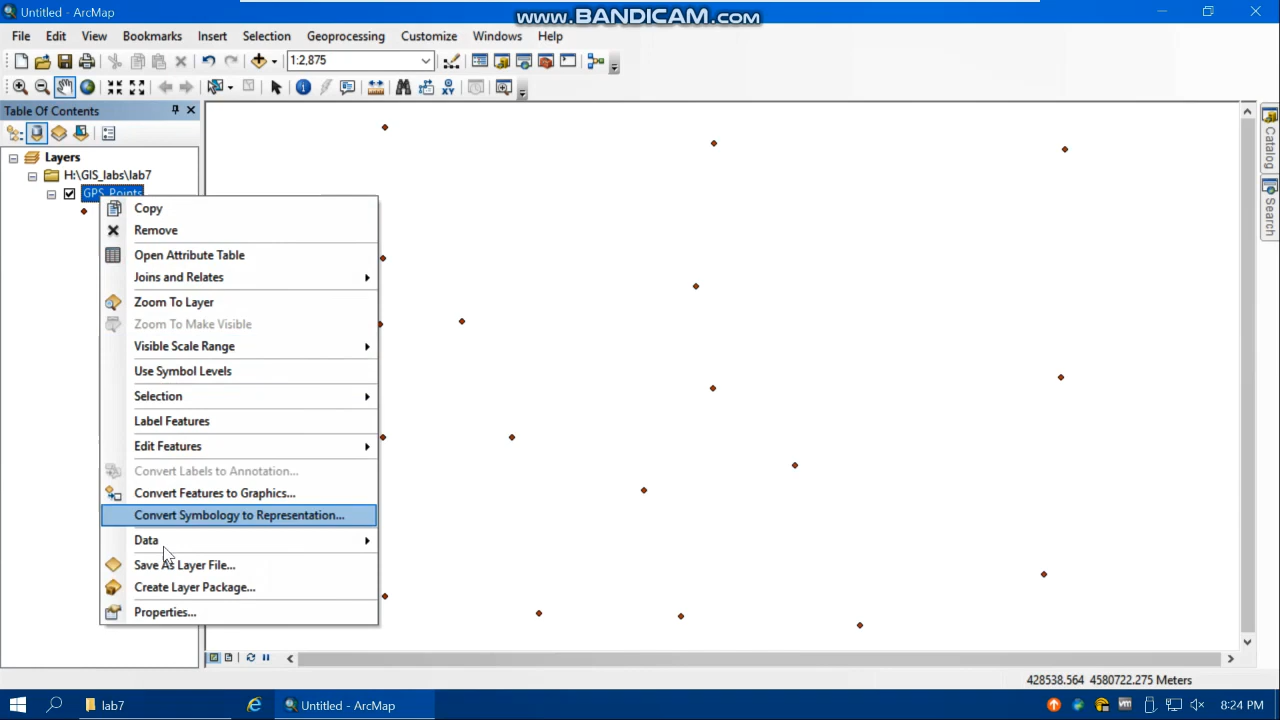 Untitled - ArcMap
www.BANDICAM.com
File Edit View Bookmarks Insert Selection Geoprocessing Customize Windows Help
1:2,875
Table Of Contents
Layers
H:\GIS_labs\lab7
GPS_Points
Copy
Remove
Open Attribute Table
Joins and Relates
Zoom To Layer
Zoom To Make Visible
Visible Scale Range
Use Symbol Levels
Selection
Label Features
Edit Features
Convert Labels to Annotation...
Convert Features to Graphics...
Convert Symbology to Representation...
Data
Save As Layer File...
Create Layer Package...
Properties...
Catalog
Search
428538.564 4580722.275 Meters
lab7
Untitled - ArcMap
8:24 PM